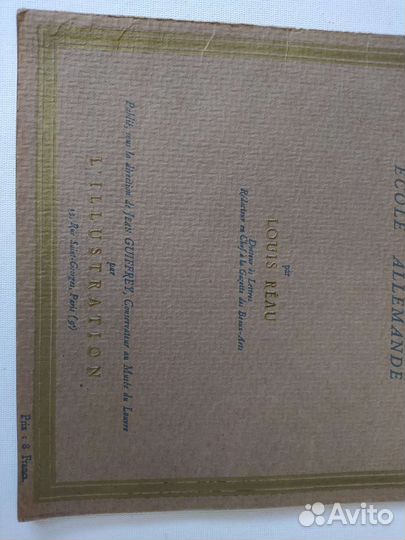 ECOLE ALLEMANDE
par
LOUIS RÉAU
Docteur ès Lettres,
Rédacteur en Chef à la Gazette des Beaux-Arts
Publié, sous la direction de JEAN GUIFFREY, Conservateur au Musée du Louvre
par
L'ILLUSTRATION
13, Rue Saint-Georges, Paris (9e)
Prix : 8 Francs.
Avito